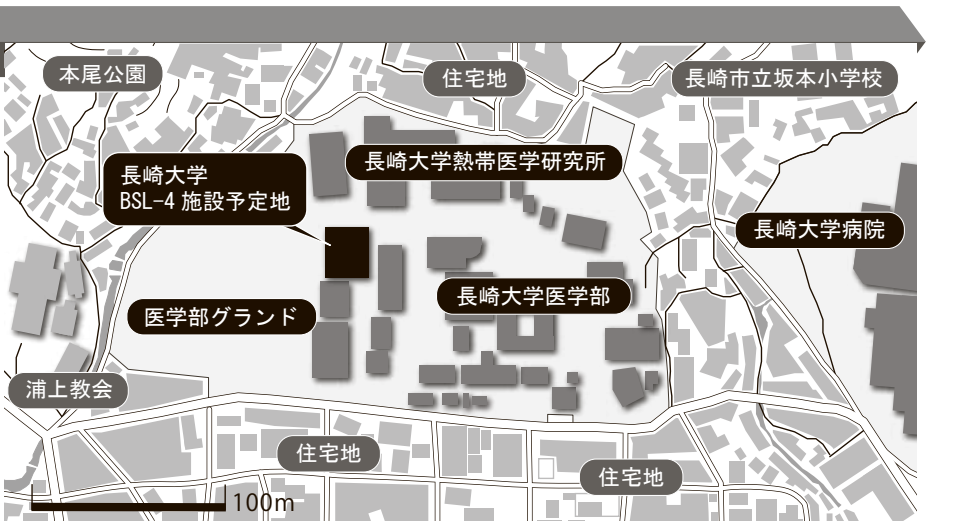 本尾公園
住宅地
長崎市立坂本小学校
長崎大学熱帯医学研究所
長崎大学
BSL-4 施設予定地
長崎大学病院
長崎大学医学部
医学部グランド
浦上教会
住宅地
住宅地
100m